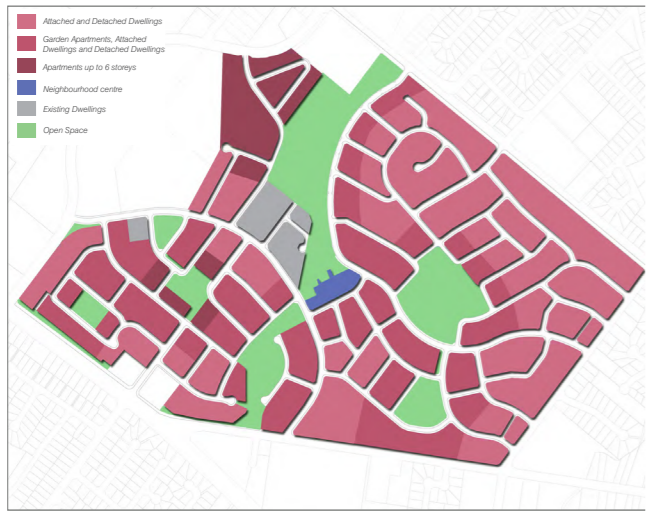 Attached and Detached Dwellings
Garden Apartments, Attached
Dwellings and Detached Dwellings
Apartments up to 6 storeys
Neighbourhood centre
Existing Dwellings
Open Space